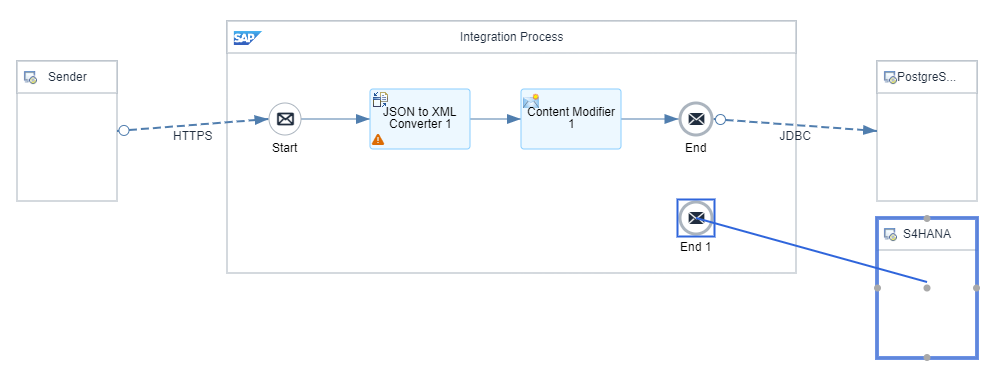 SAP
Integration Process
Sender
PostgreS...
JSON to XML
Converter 1
Content Modifier
1
HTTPS
JDBC
Start
End
S4HANA
End 1